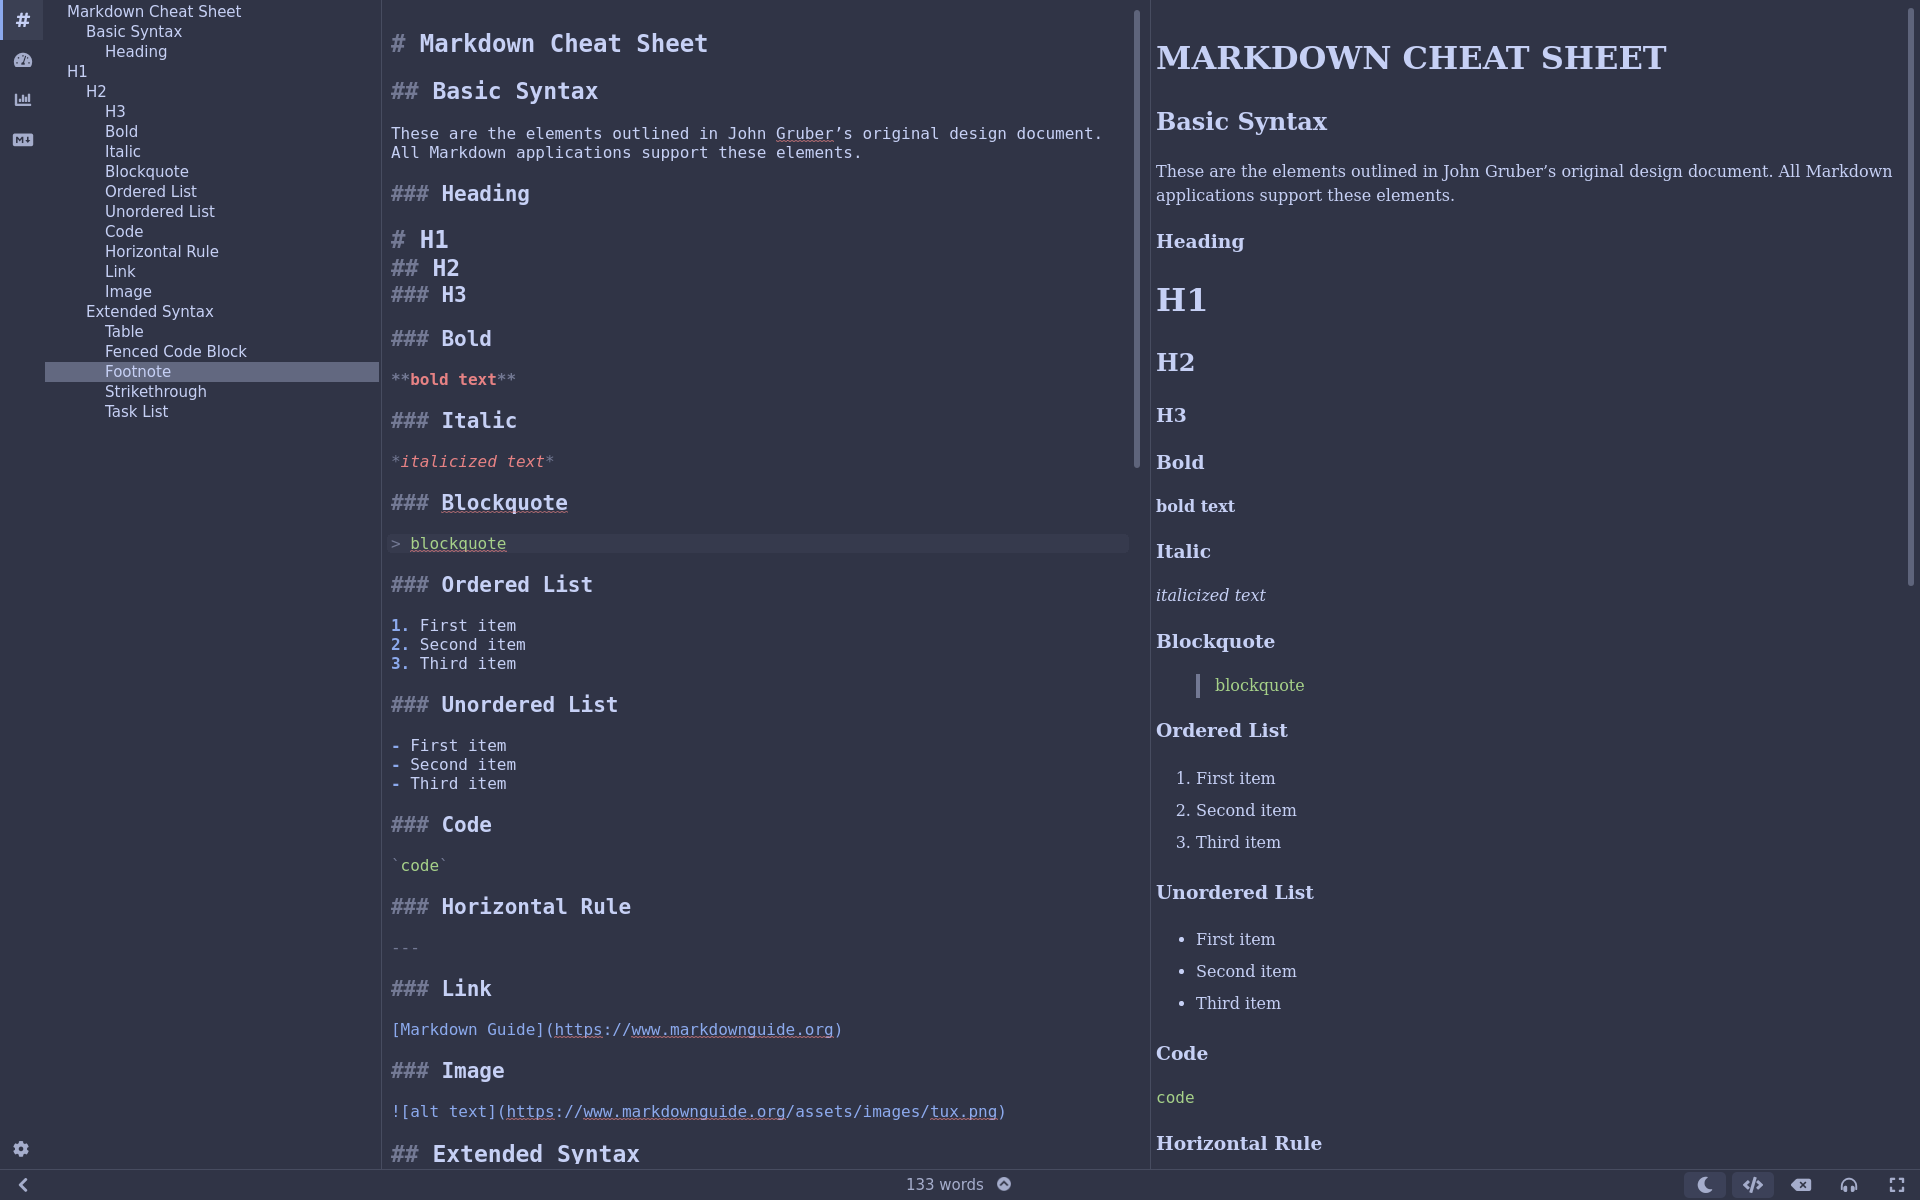 Markdown Cheat Sheet
Basic Syntax
Heading
H1
H2
H3
Bold
Italic
Blockquote
Ordered List
Unordered List
Code
Horizontal Rule
Link
Image
Extended Syntax
Table
Fenced Code Block
Footnote
Strikethrough
Task List
# Markdown Cheat Sheet
## Basic Syntax
These are the elements outlined in John Gruber’s original design document.
All Markdown applications support these elements.
### Heading
# H1
## H2
### H3
### Bold
**bold text**
### Italic
*italicized text*
### Blockquote
> blockquote
### Ordered List
1. First item
2. Second item
3. Third item
### Unordered List
- First item
- Second item
- Third item
### Code
`code`
### Horizontal Rule
---
### Link
[Markdown Guide](https://www.markdownguide.org)
### Image
![alt text](https://www.markdownguide.org/assets/images/tux.png)
## Extended Syntax
MARKDOWN CHEAT SHEET
Basic Syntax
These are the elements outlined in John Gruber’s original design document. All Markdown
applications support these elements.
Heading
H1
H2
H3
Bold
bold text
Italic
italicized text
Blockquote
blockquote
Ordered List
1. First item
2. Second item
3. Third item
Unordered List
• First item
• Second item
• Third item
Code
code
Horizontal Rule
133 words